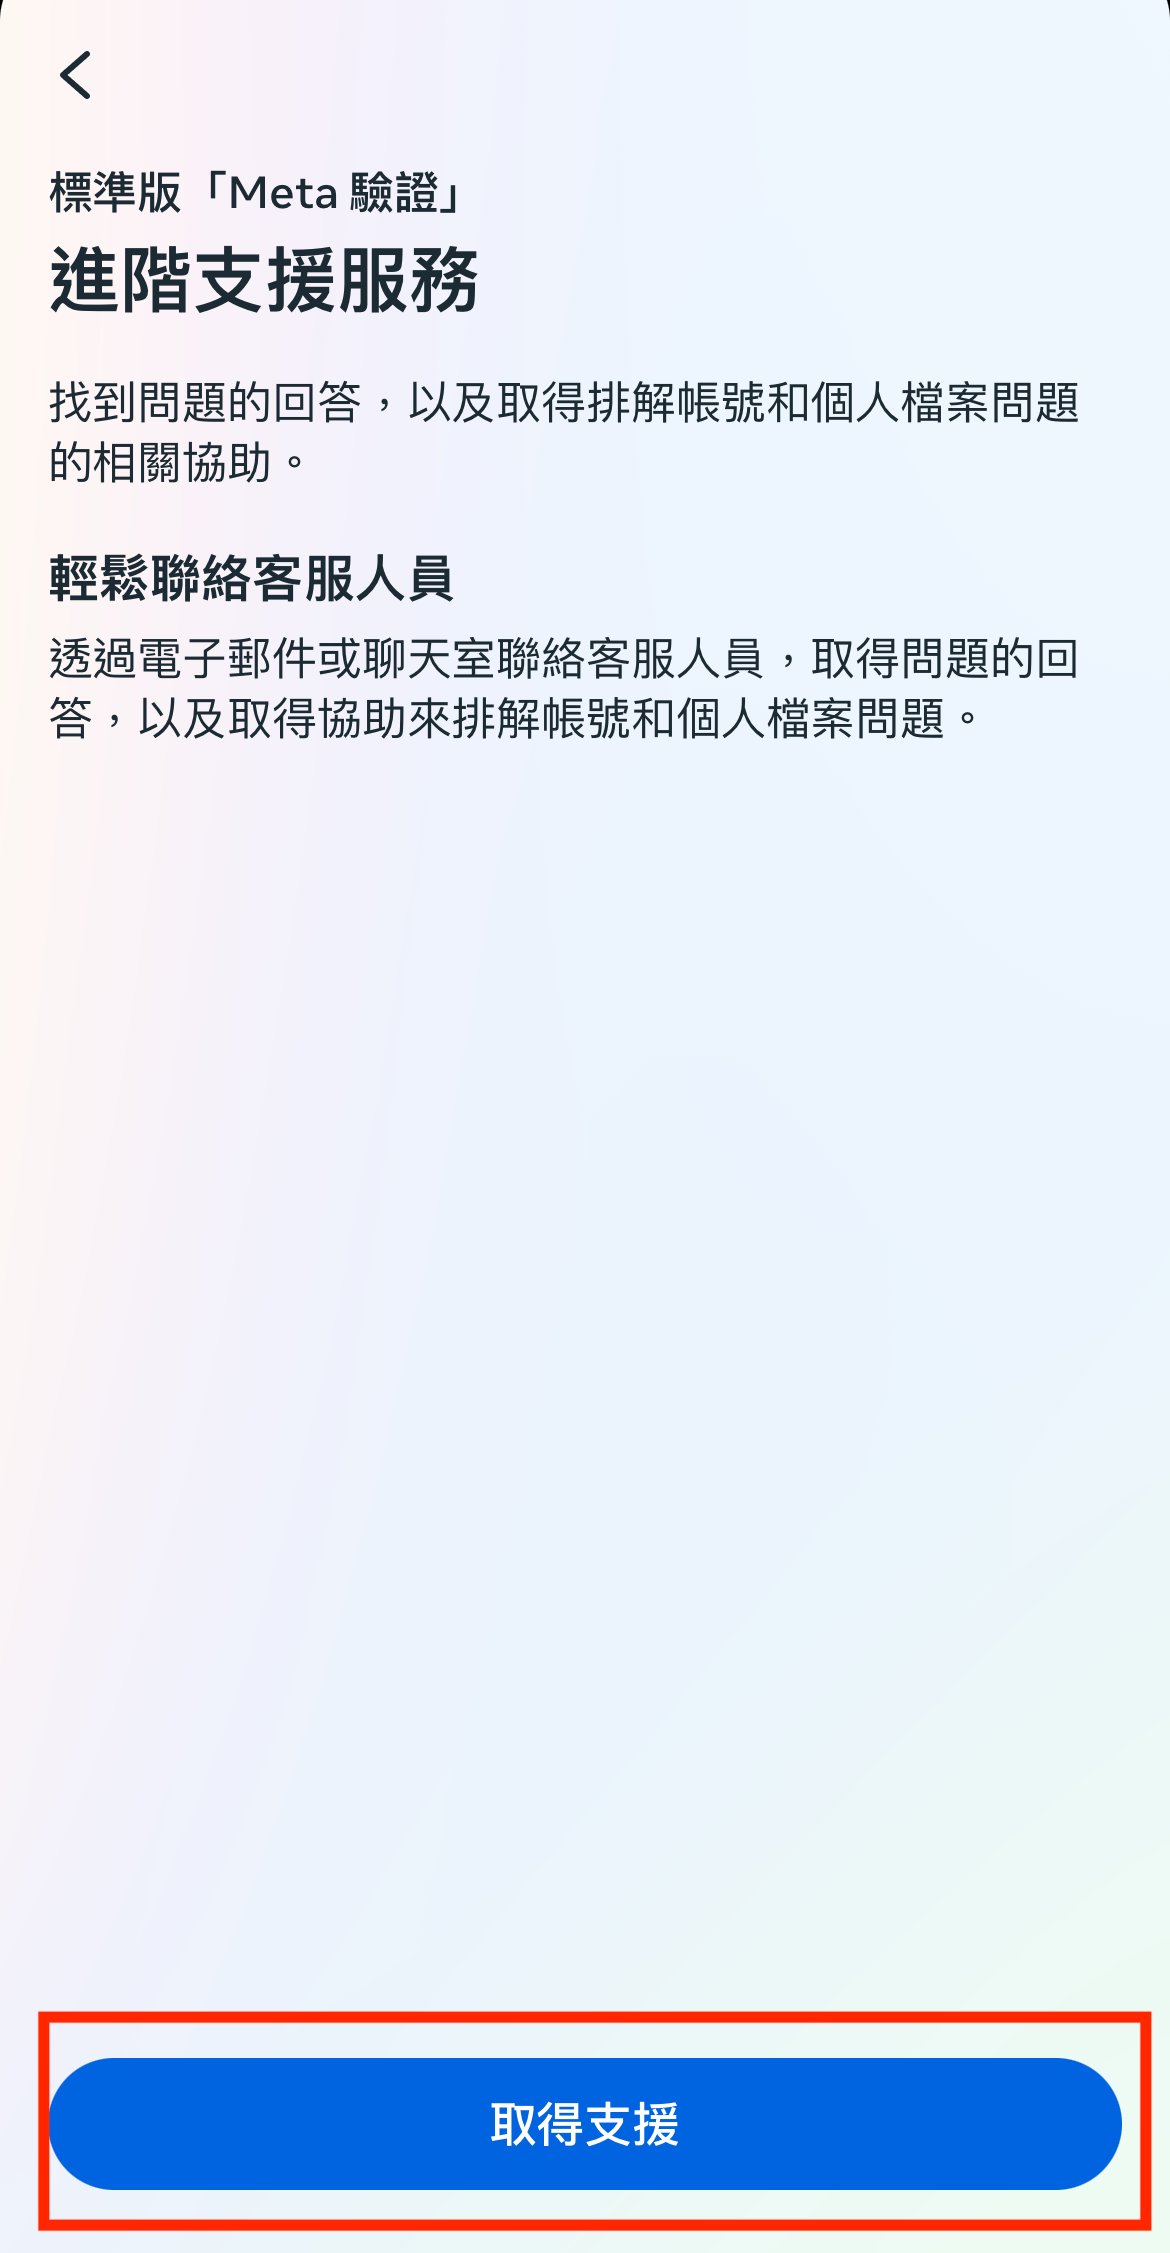 標準版「Meta 驗證」
進階支援服務
找到問題的回答，以及取得排解帳號和個人檔案問題
的相關協助。
輕鬆聯絡客服人員
透過電子郵件或聊天室聯絡客服人員，取得問題的回
答，以及取得協助來排解帳號和個人檔案問題。
取得支援